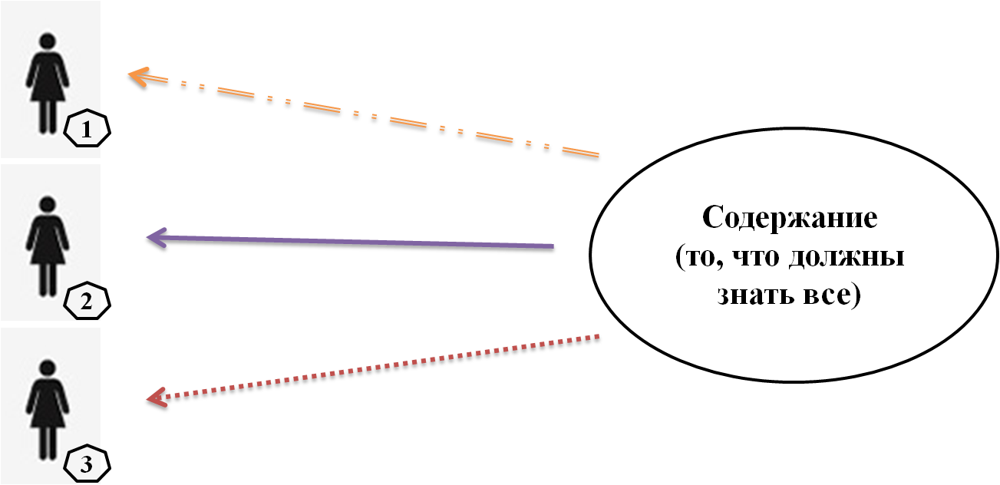 1
2
3
Содержание
(то, что должны
знать все)